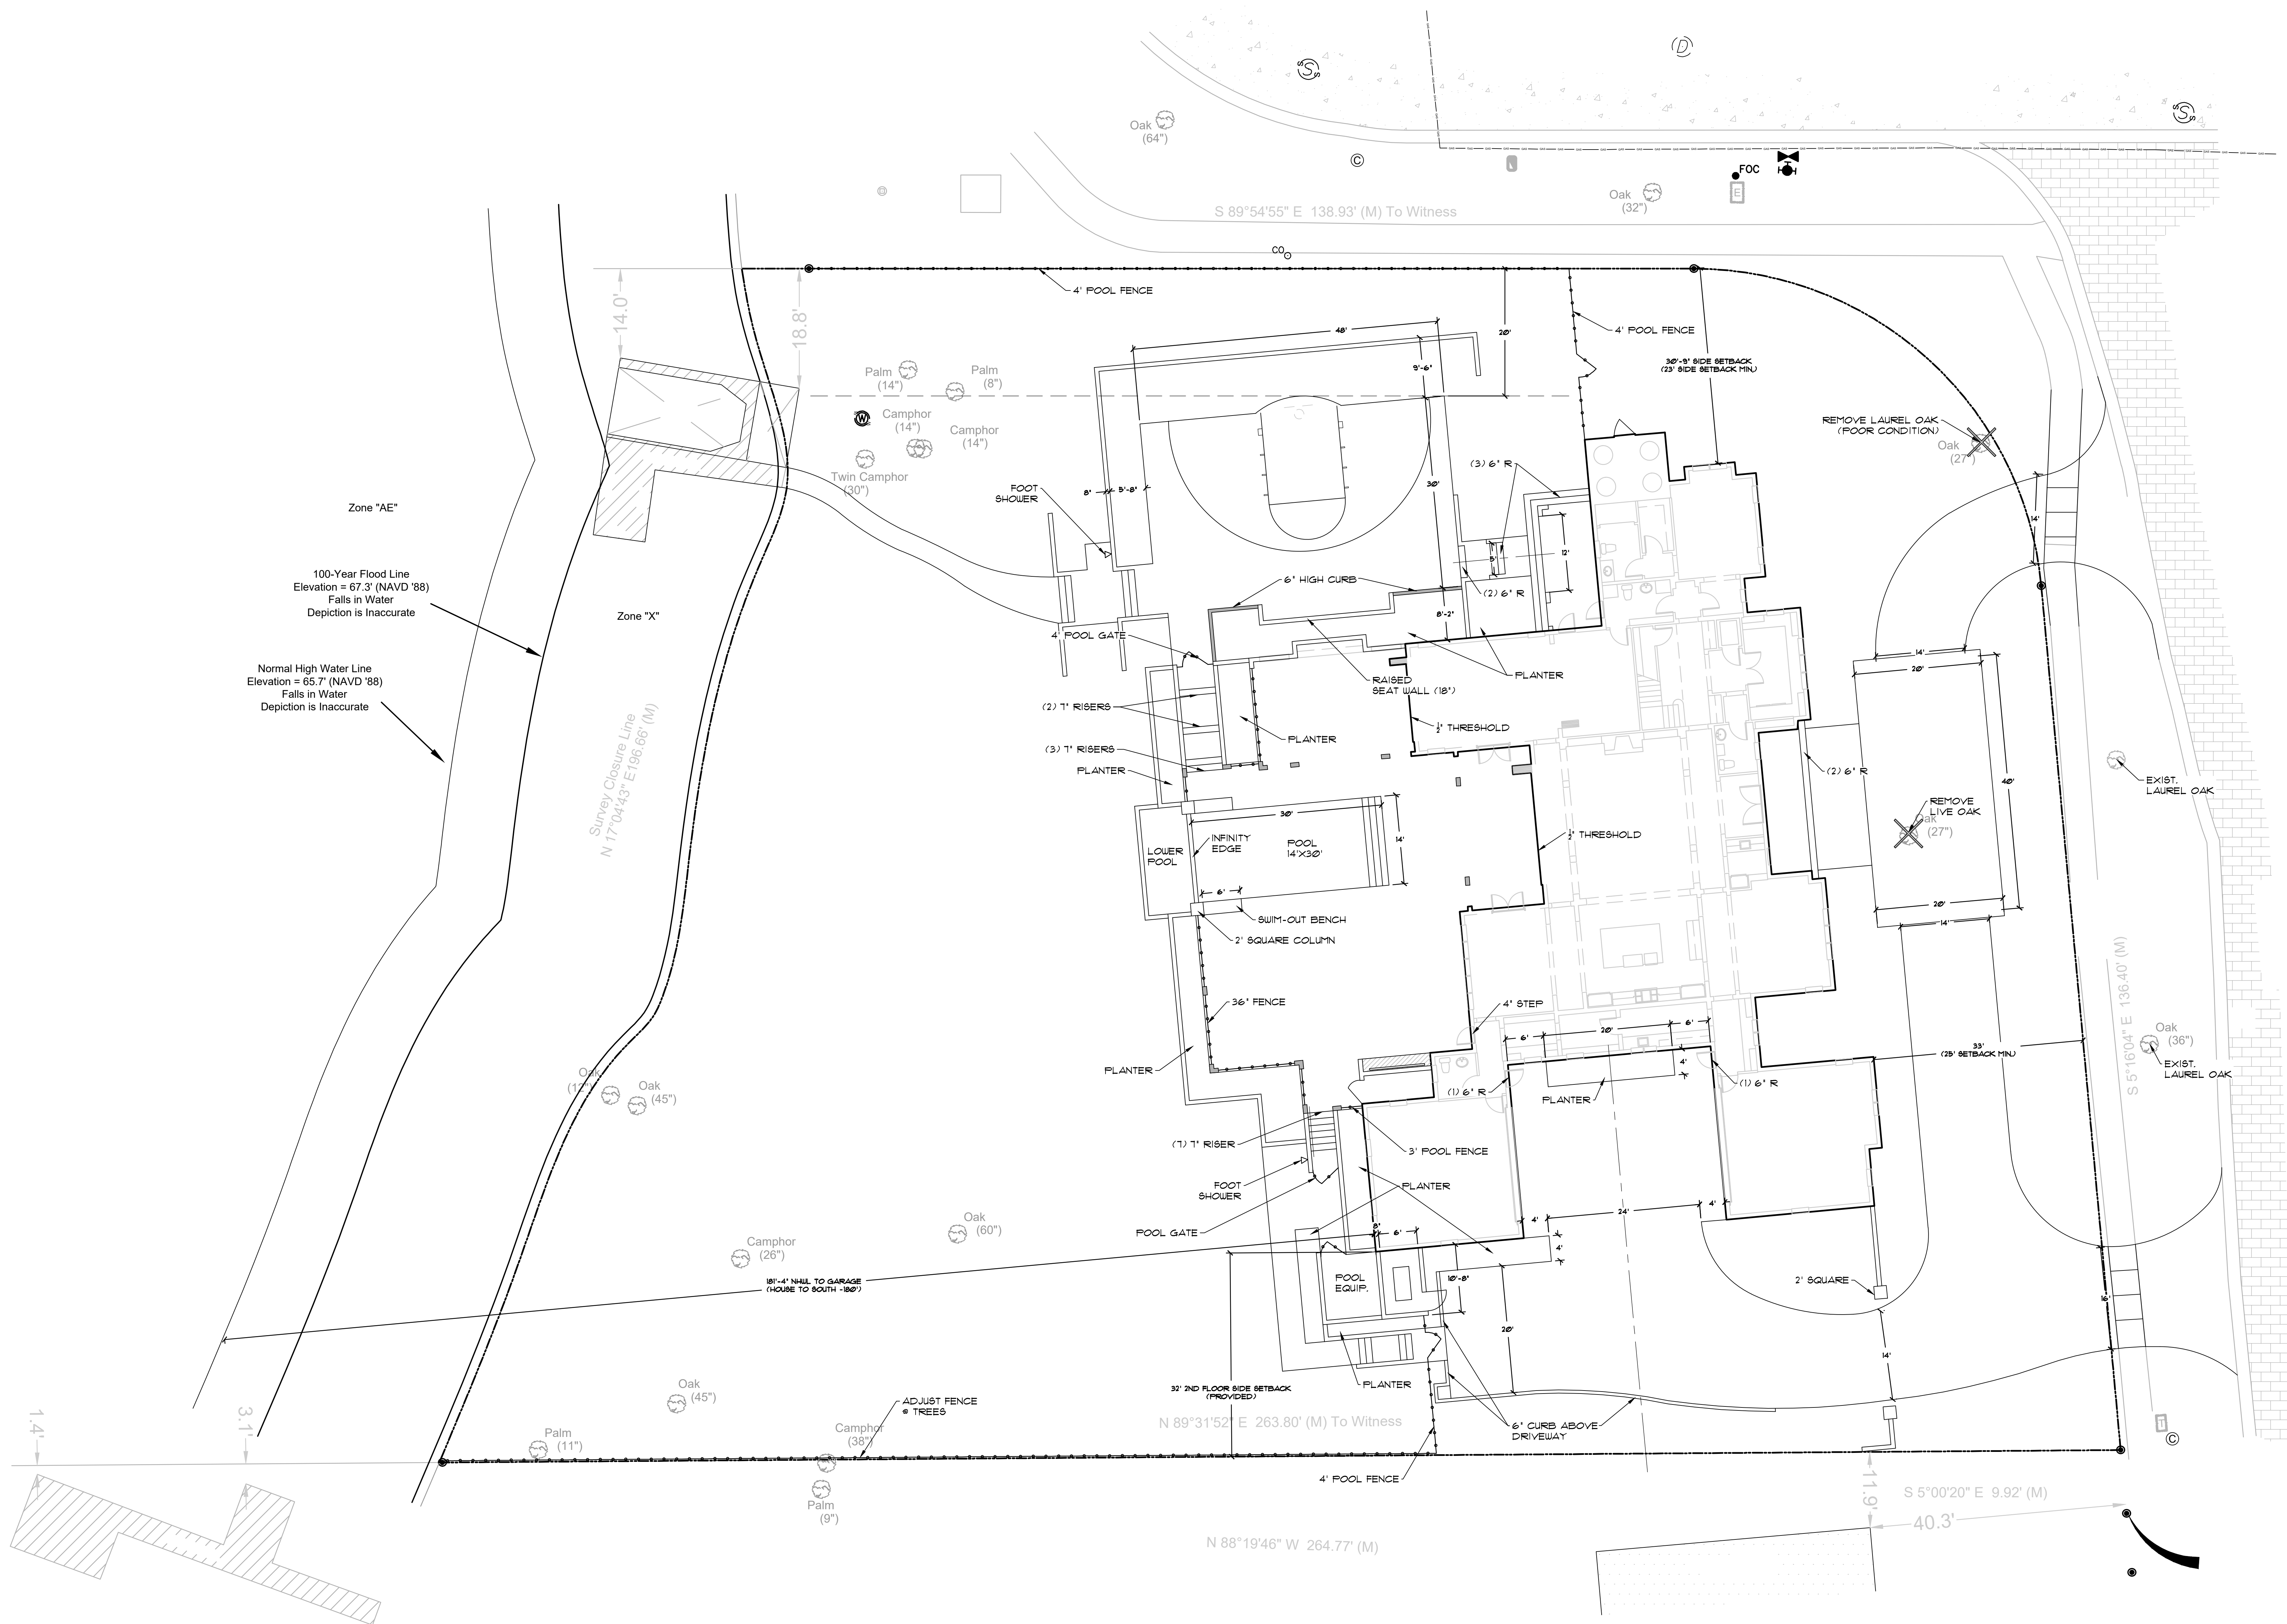 D
S
S S
S
S S
Oak
(64")
C
FOC
E
Oak
(32")
S 89°54'55" E 138.93' (M) To Witness
CO
4' POOL FENCE
14.0'
18.8'
48'
20'
4' POOL FENCE
30'-9" SIDE SETBACK
(23' SIDE SETBACK MIN.)
9'-6"
Palm
(14")
Palm
(8")
W
Camphor
(14")
Camphor
(14")
Twin Camphor
(30")
REMOVE LAUREL OAK
(POOR CONDITION)
Oak
(27")
(3) 6" R
30'
FOOT
SHOWER
8"
5'-8"
14'
Zone "AE"
12'
5'
100-Year Flood Line
Elevation = 67.3' (NAVD '88)
Falls in Water
Depiction is Inaccurate
6" HIGH CURB
(2) 6" R
Zone "X"
8'-2"
4' POOL GATE
Normal High Water Line
Elevation = 65.7' (NAVD '88)
Falls in Water
Depiction is Inaccurate
14'
20'
PLANTER
RAISED
SEAT WALL (18")
(2) 7" RISERS
½" THRESHOLD
PLANTER
(3) 7" RISERS
PLANTER
(2) 6" R
40'
EXIST.
LAUREL OAK
Survey Closure Line
N 17°04'43" E196.66' (M)
30'
REMOVE
LIVE OAK
Oak
(27")
INFINITY
EDGE
POOL
14'X30'
14'
½" THRESHOLD
LOWER
POOL
6'
SWIM-OUT BENCH
2' SQUARE COLUMN
20'
14'
36" FENCE
4" STEP
S 5°16'04" E 136.40' (M)
6'
20'
6'
Oak
(36")
EXIST.
LAUREL OAK
33'
(25' SETBACK MIN.)
4'
PLANTER
(1) 6" R
(1) 6" R
PLANTER
Oak
(12")
Oak
(45")
(7) 7" RISER
3' POOL FENCE
FOOT
SHOWER
PLANTER
4'
24'
4'
Oak
(60")
POOL GATE
8"
6'
4'
Camphor
(26")
181'-4" NHWL TO GARAGE
(HOUSE TO SOUTH -180')
POOL
EQUIP.
10'-8"
2' SQUARE
16'
20'
14'
Oak
(45")
32' 2ND FLOOR SIDE SETBACK
(PROVIDED)
PLANTER
ADJUST FENCE
@ TREES
N 89°31'52" E 263.80' (M) To Witness
6" CURB ABOVE
DRIVEWAY
1.4'
3.1'
Palm
(11")
Camphor
(38")
T
C
4' POOL FENCE
Palm
(9")
11.9'
S 5°00'20" E 9.92' (M)
40.3'
N 88°19'46" W 264.77' (M)